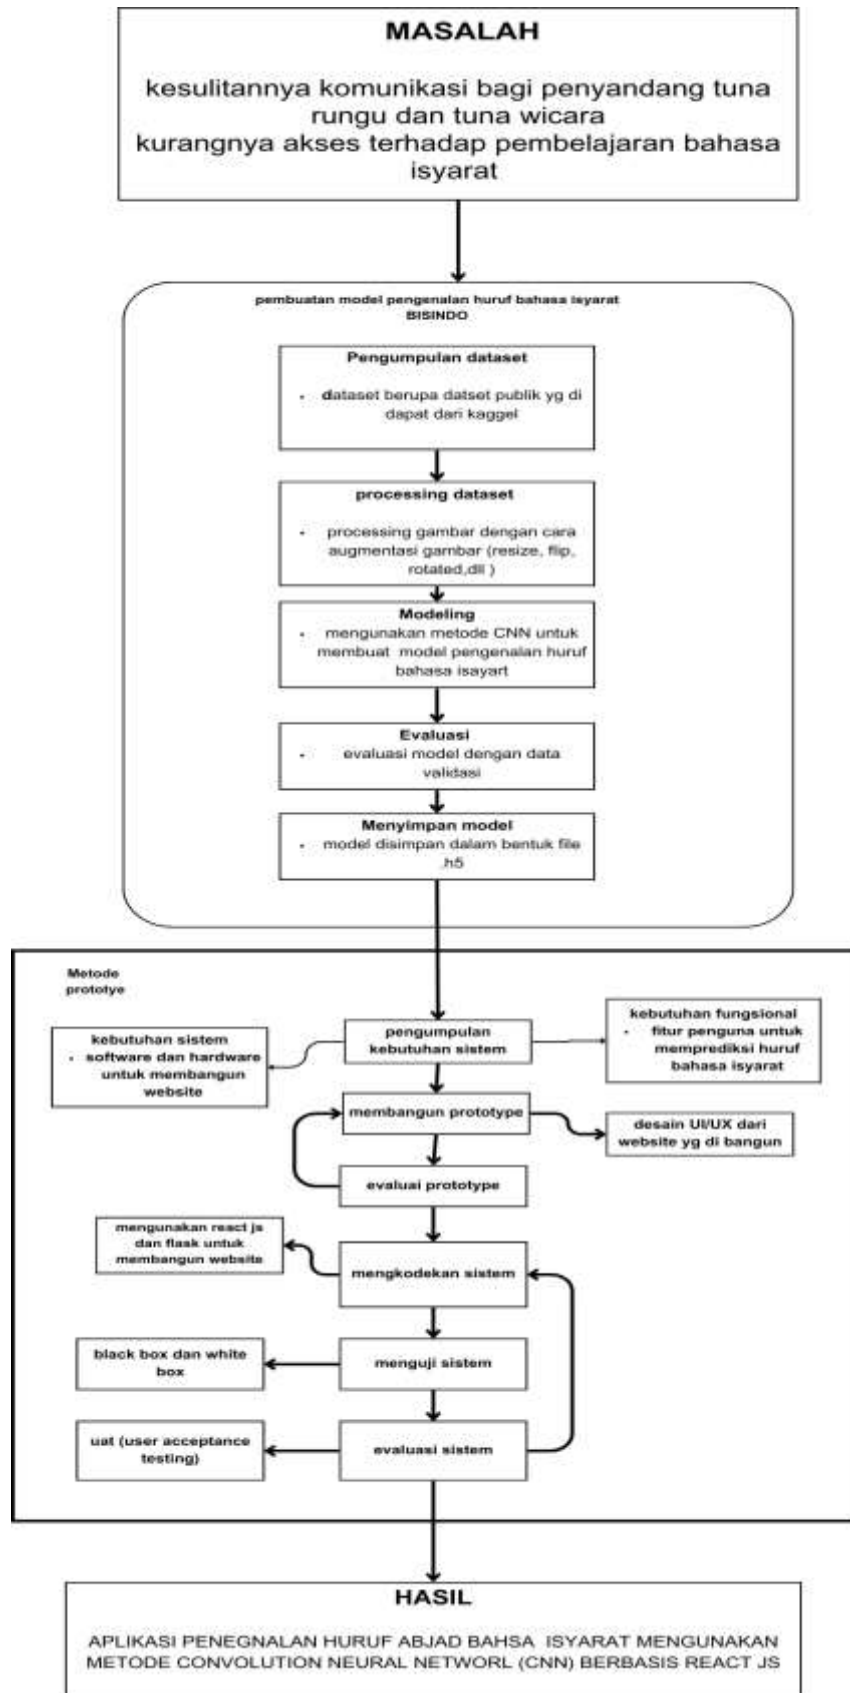 MASALAH
kesulitannya komunikasi bagi penyandang tuna
rungu dan tuna wicara
kurangnya akses terhadap pembelajaran bahasa
isyarat
pembuatan model pengenalan huruf bahasa isyarat
BISINDO
Pengumpulan dataset
• dataset berupa datset publik yg di
dapat dari kaggel
processing dataset
• processing gambar dengan cara
augmentasi gambar (resize, flip,
rotated,dll )
Modeling
• mengunakan metode CNN untuk
membuat model pengenalan huruf
bahasa isayart
Evaluasi
• evaluasi model dengan data
validasi
Menyimpan model
• model disimpan dalam bentuk file
.h5
Metode
prototye
kebutuhan sistem
• software dan hardware
untuk membangun
website
pengumpulan
kebutuhan sistem
kebutuhan fungsional
• fitur penguna untuk
memprediksi huruf
bahasa isyarat
membangun prototype
desain UI/UX dari
website yg di bangun
evaluai prototype
mengunakan react js
dan flask untuk
membangun website
mengkodekan sistem
black box dan white
box
menguji sistem
uat (user acceptance
testing)
evaluasi sistem
HASIL
APLIKASI PENEGNALAN HURUF ABJAD BAHSA ISYARAT MENGUNAKAN
METODE CONVOLUTION NEURAL NETWORL (CNN) BERBASIS REACT JS